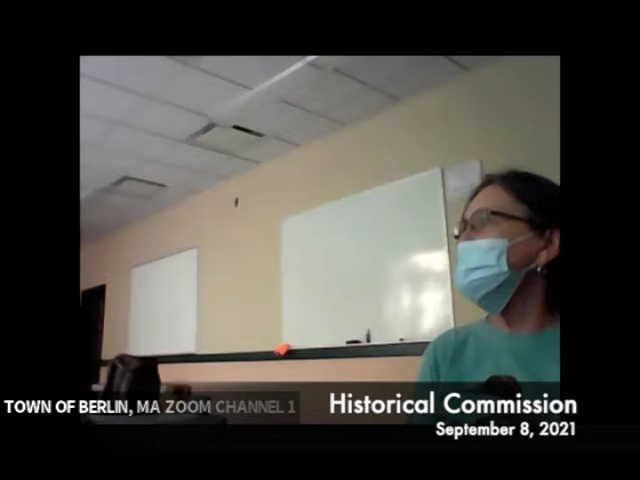 TOWN OF BERLIN, MA ZOOM CHANNEL 1
Historical Commission
September 8, 2021